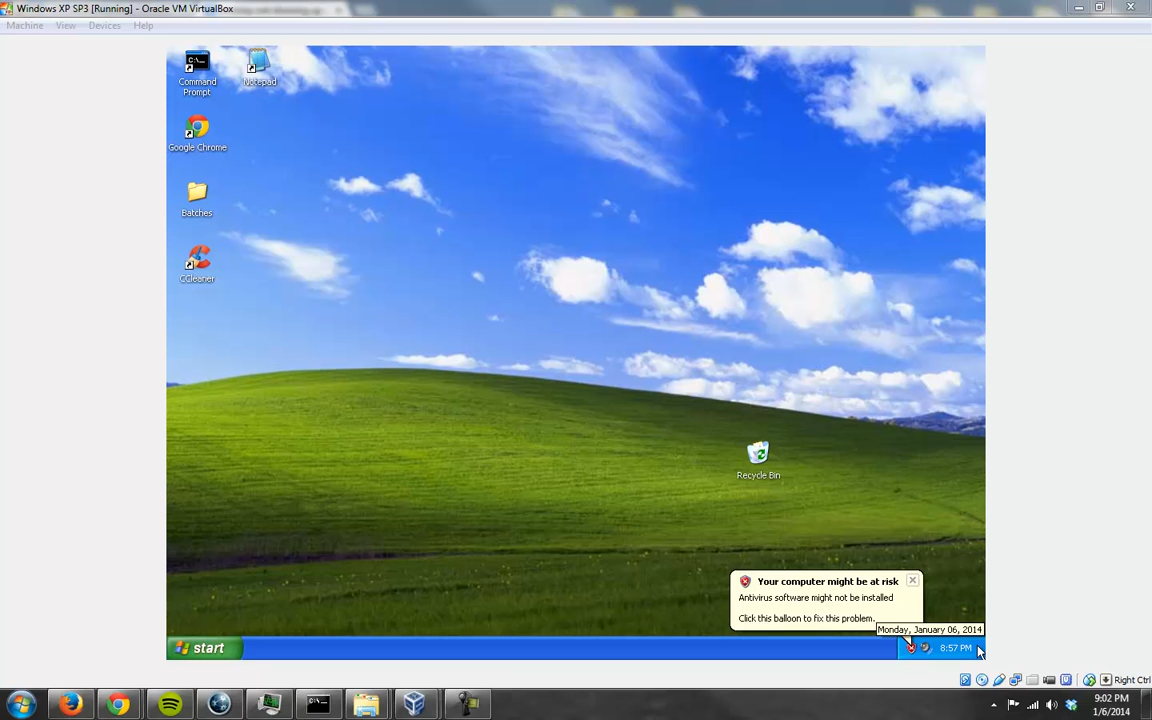 Windows XP SP3 [Running] - Oracle VM VirtualBox
Machine View Devices Help
Command
Prompt
Notepad
Google Chrome
Batches
CCleaner
Recycle Bin
Your computer might be at risk
Antivirus software might not be installed
Click this balloon to fix this problem.
Monday, January 06, 2014
start
8:57 PM
Right Ctrl
9:02 PM
1/6/2014